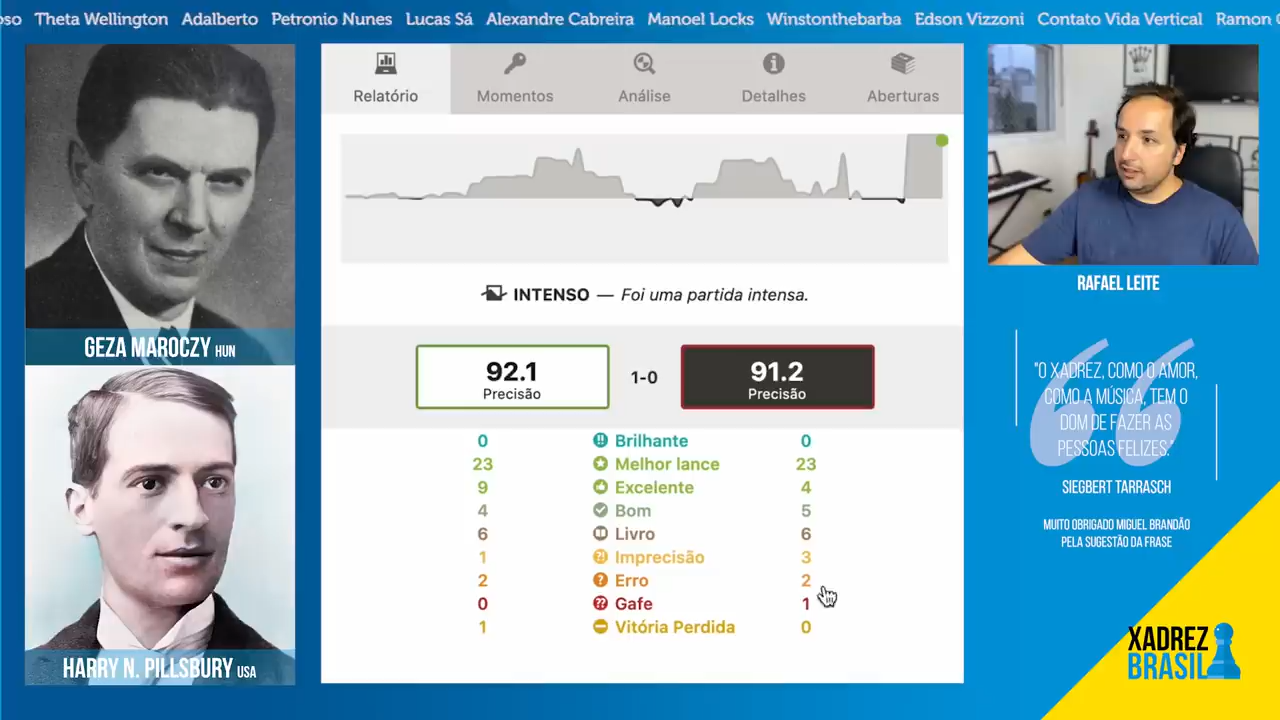 Theta Wellington Adalberto Petronio Nunes Lucas Sá Alexandre Cabreira Manoel Locks Winstonthebarba Edson Vizzoni Contato Vida Vertical Ramon
Relatório Momentos Análise Detalhes Aberturas
INTENSO — Foi uma partida intensa.
92.1
Precisão
1-0
91.2
Precisão
0 Brilhante 0
23 Melhor lance 23
9 Excelente 4
4 Bom 5
6 Livro 6
1 Imprecisão 3
2 Erro 2
0 Gafe 1
1 Vitória Perdida 0
GEZA MAROCZY HUN
HARRY N. PILLSBURY USA
RAFAEL LEITE
"O XADREZ, COMO O AMOR,
COMO A MÚSICA, TEM O
DOM DE FAZER AS
PESSOAS FELIZES."
SIEGBERT TARRASCH
MUITO OBRIGADO MIGUEL BRANDÃO
PELA SUGESTÃO DA FRASE
XADREZ
BRASIL